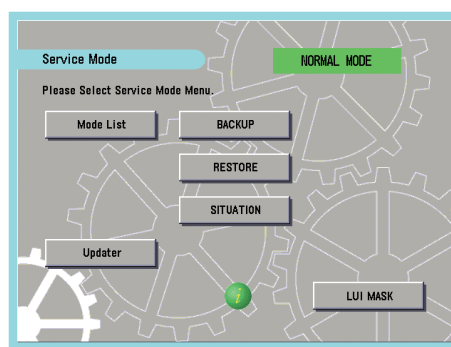 Service Mode
NORMAL MODE
Please Select Service Mode Menu.
Mode List
BACKUP
RESTORE
SITUATION
Updater
i
LUI MASK